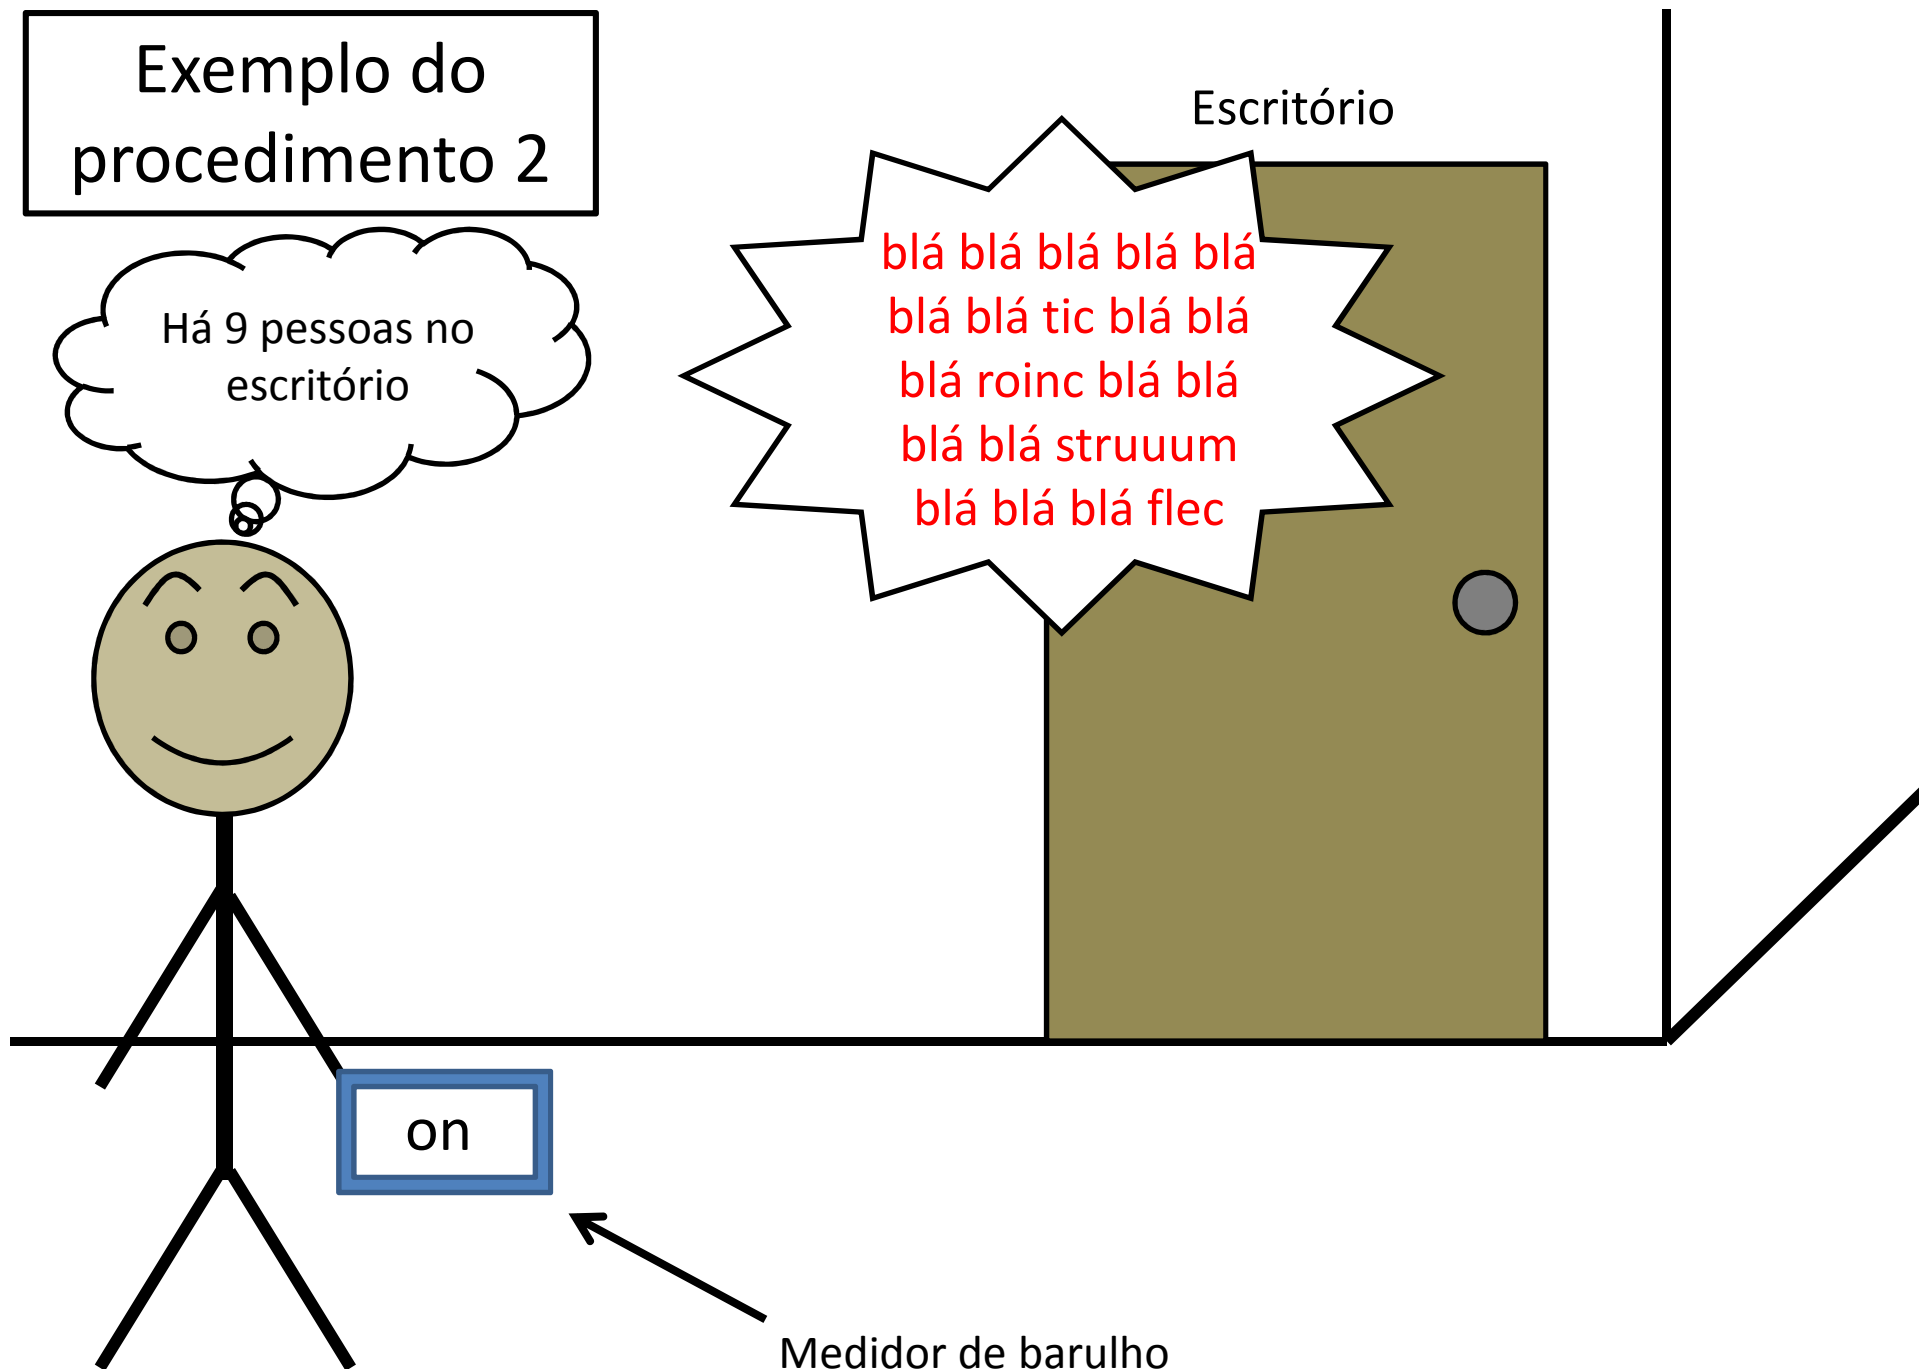 Exemplo do
procedimento 2
Escritório
Há 9 pessoas no
escritório
blá blá blá blá blá
blá blá tic blá blá
blá roinc blá blá
blá blá struuum
blá blá blá flec
on
Medidor de barulho